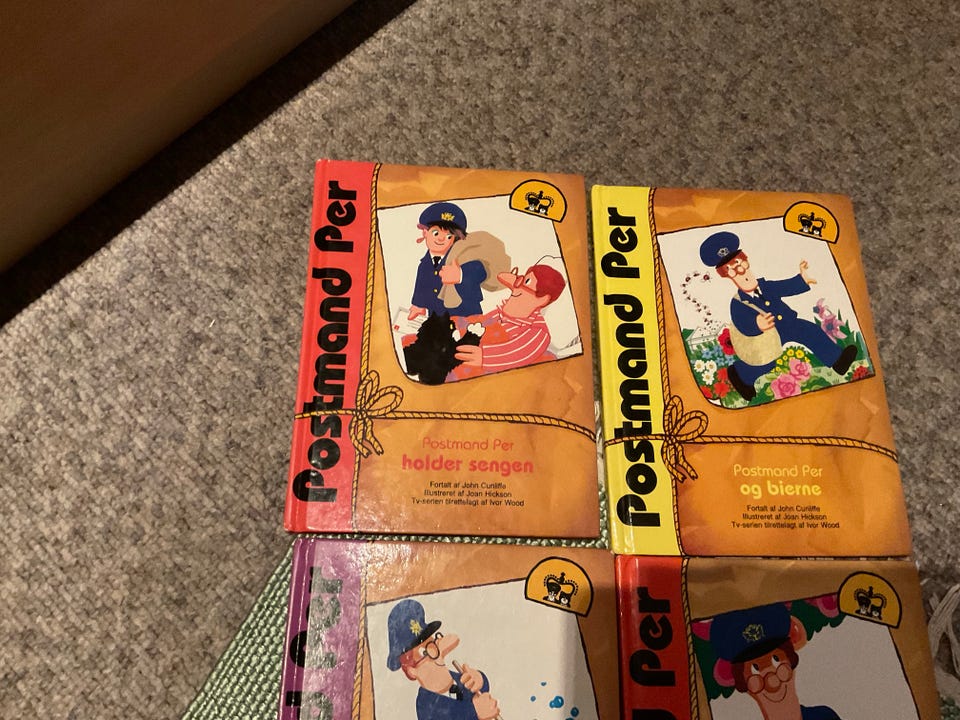 Postmand Per
Postmand Per
holder sengen
Fortalt af John Cunliffe
Illustreret af Joan Hickson
Tv-serien tilrettelagt af Ivor Wood
Postmand Per
Postmand Per
og bierne
Fortalt af John Cunliffe
Illustreret af Joan Hickson
Tv-serien tilrettelagt af Ivor Wood
Per
Per